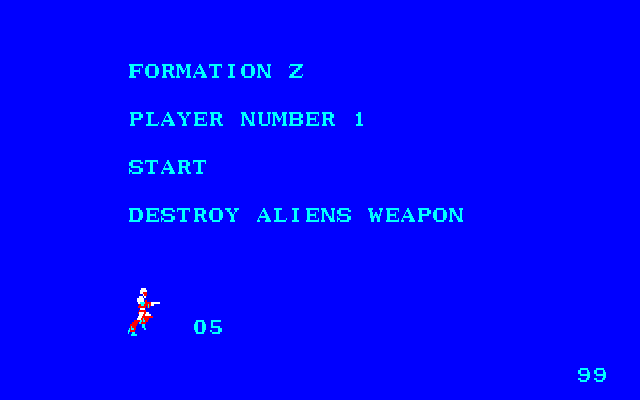 FORMATION Z
PLAYER NUMBER 1
START
DESTROY ALIENS WEAPON
05
99